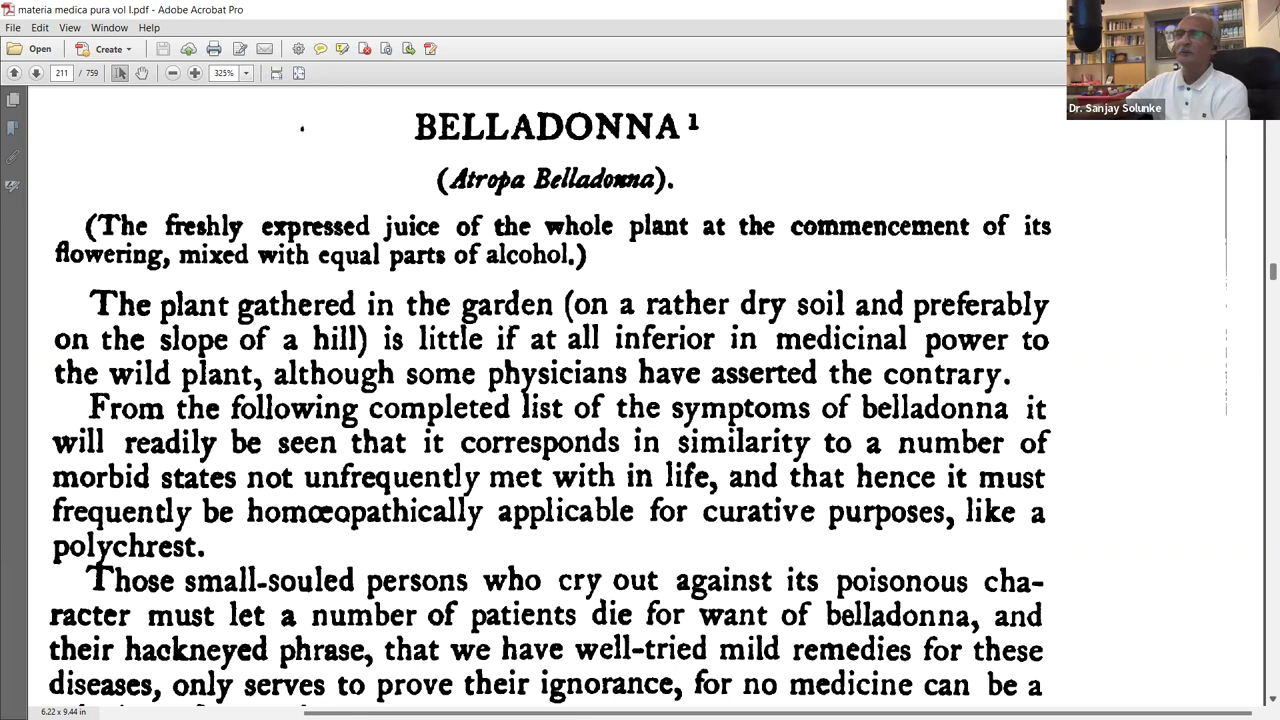 materia medica pura vol I.pdf - Adobe Acrobat Pro
File Edit View Window Help
Open Create
211 / 759 325%
Dr. Sanjay Solunke
BELLADONNA 1
(Atropa Belladonna).
(The freshly expressed juice of the whole plant at the commencement of its
flowering, mixed with equal parts of alcohol.)
The plant gathered in the garden (on a rather dry soil and preferably
on the slope of a hill) is little if at all inferior in medicinal power to
the wild plant, although some physicians have asserted the contrary.
From the following completed list of the symptoms of belladonna it
will readily be seen that it corresponds in similarity to a number of
morbid states not unfrequently met with in life, and that hence it must
frequently be homœopathically applicable for curative purposes, like a
polychrest.
Those small-souled persons who cry out against its poisonous cha-
racter must let a number of patients die for want of belladonna, and
their hackneyed phrase, that we have well-tried mild remedies for these
diseases, only serves to prove their ignorance, for no medicine can be a
6.22 x 9.44 in